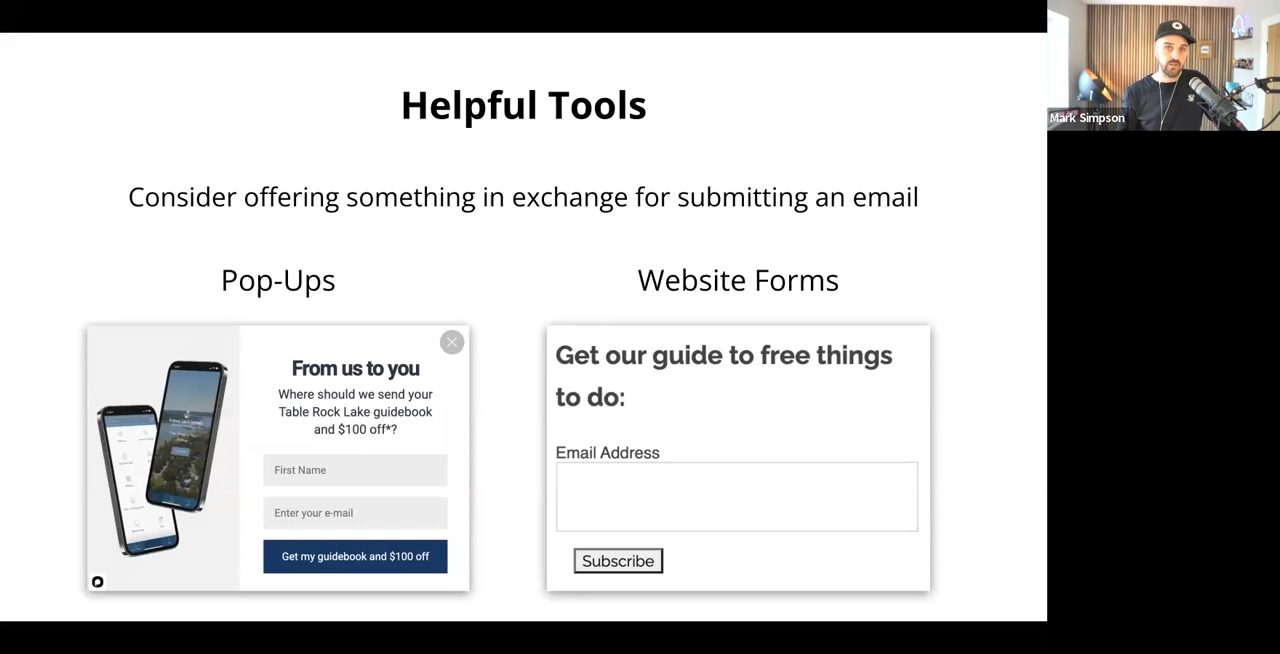 Helpful Tools
Consider offering something in exchange for submitting an email
Pop-Ups
Website Forms
From us to you
Where should we send your
Table Rock Lake guidebook
and $100 off*?
First Name
Enter your e-mail
Get my guidebook and $100 off
Get our guide to free things
to do:
Email Address
Subscribe
Mark Simpson